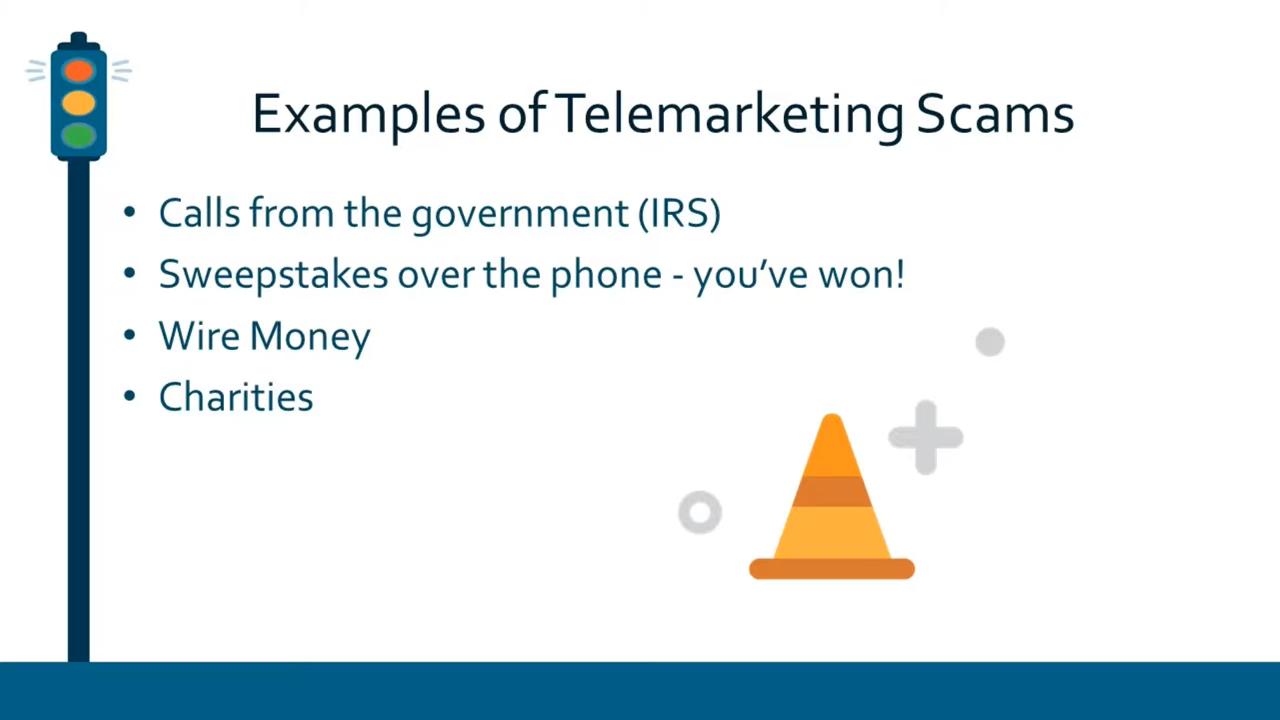 Examples of Telemarketing Scams
• Calls from the government (IRS)
• Sweepstakes over the phone - you’ve won!
• Wire Money
• Charities